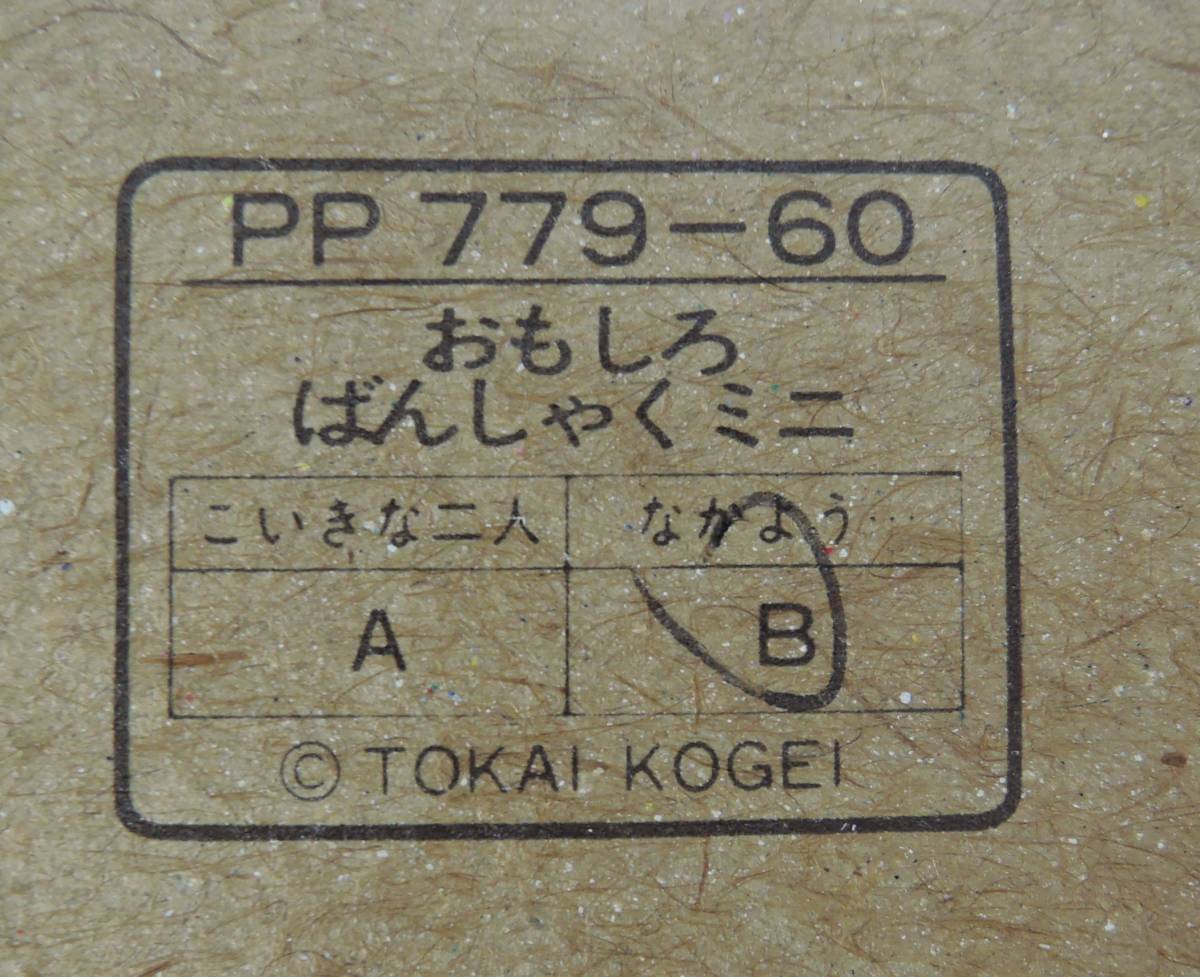 PP 779-60
おもしろ
ばんしゃくミニ
こいきな二人 なかよう....
A B
© TOKAI KOGEI